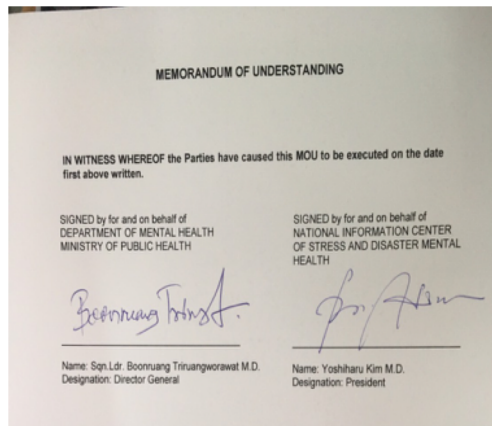 MEMORANDUM OF UNDERSTANDING
IN WITNESS WHEREOF the Parties have caused this MOU to be executed on the date
first above written.
SIGNED by for and on behalf of
DEPARTMENT OF MENTAL HEALTH
MINISTRY OF PUBLIC HEALTH
Boonruang
Name: Sqn.Ldr. Boonruang Triruangworawat M.D.
Designation: Director General
SIGNED by for and on behalf of
NATIONAL INFORMATION CENTER
OF STRESS AND DISASTER MENTAL
HEALTH
Name: Yoshiharu Kim M.D.
Designation: President